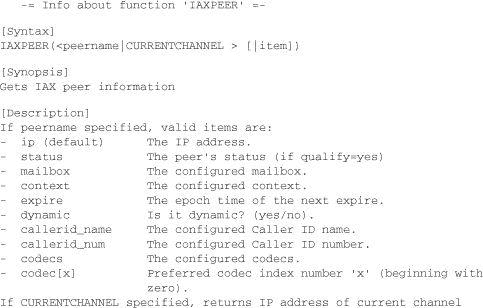 -= Info about function 'IAXPEER' =-
[Syntax]
IAXPEER(<peername|CURRENTCHANNEL > [|item])
[Synopsis]
Gets IAX peer information
[Description]
If peername specified, valid items are:
- ip (default) The IP address.
- status The peer's status (if qualify=yes)
- mailbox The configured mailbox.
- context The configured context.
- expire The epoch time of the next expire.
- dynamic Is it dynamic? (yes/no).
- callerid_name The configured Caller ID name.
- callerid_num The configured Caller ID number.
- codecs The configured codecs.
- codec[x] Preferred codec index number 'x' (beginning with
zero).
If CURRENTCHANNEL specified, returns IP address of current channel